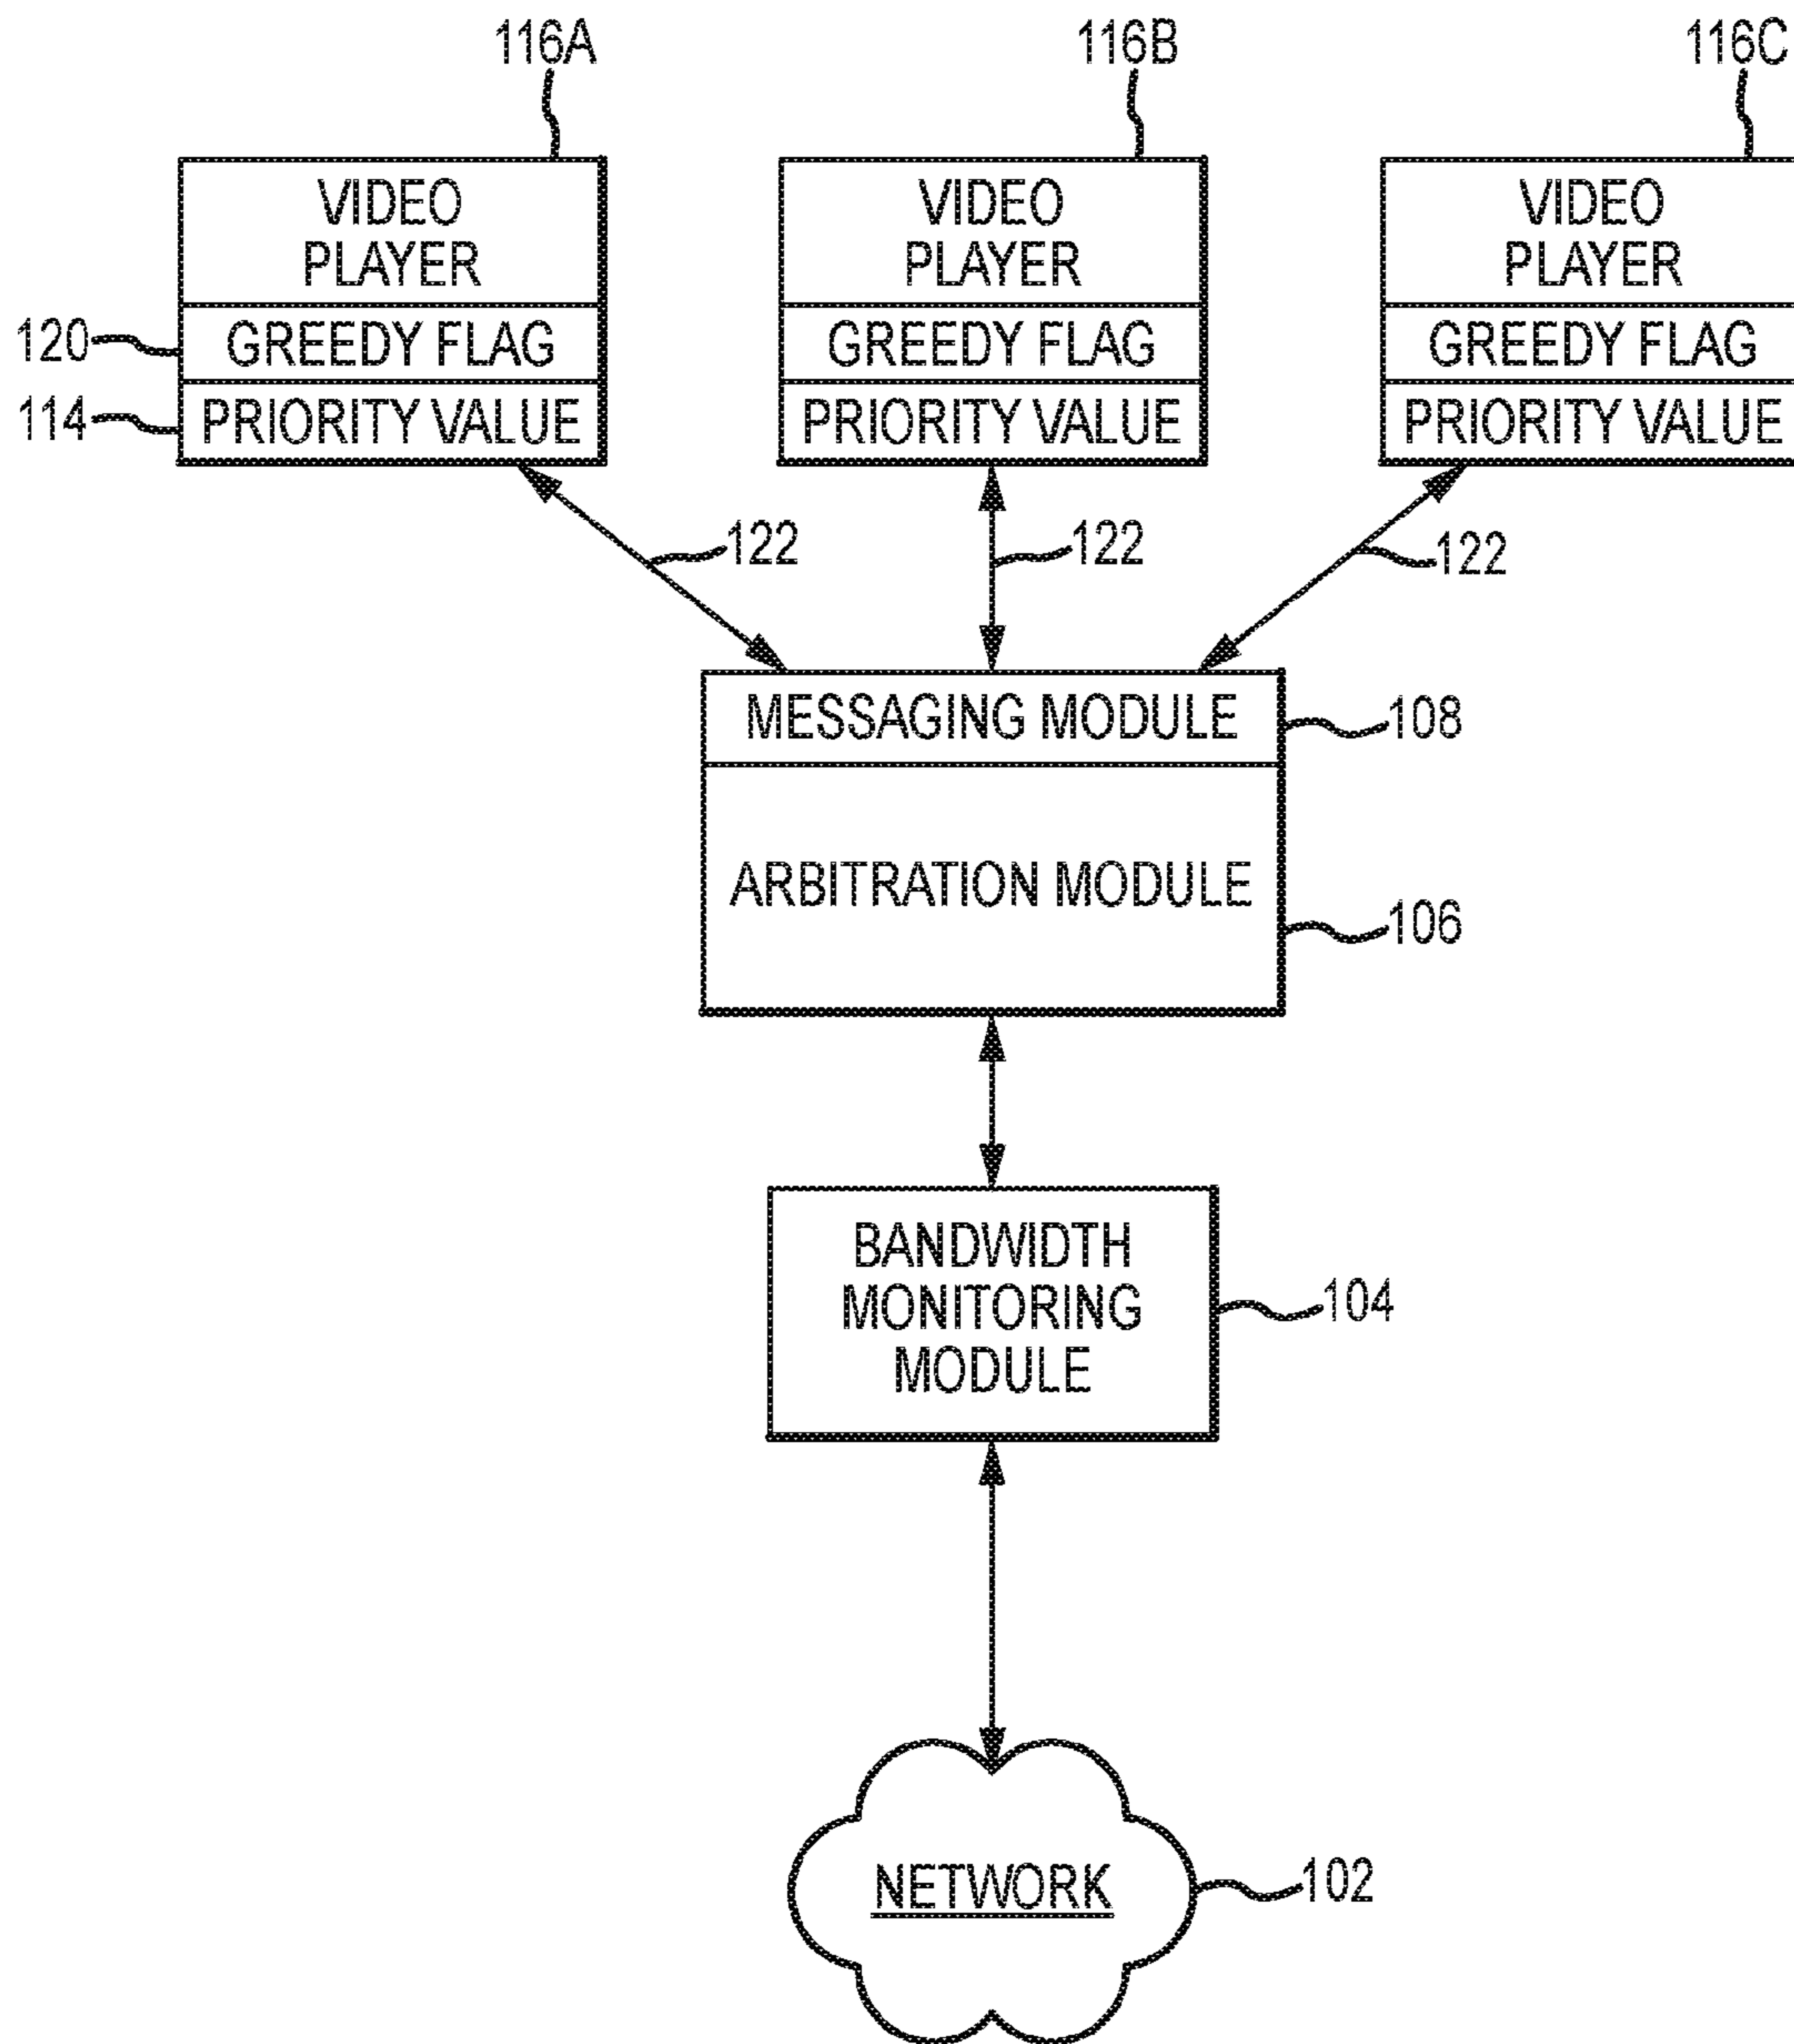 116A
116B
116C
VIDEO
PLAYER
VIDEO
PLAYER
VIDEO
PLAYER
120
GREEDY FLAG
GREEDY FLAG
GREEDY FLAG
114
PRIORITY VALUE
PRIORITY VALUE
PRIORITY VALUE
122
122
122
MESSAGING MODULE
108
ARBITRATION MODULE
106
BANDWIDTH
MONITORING
MODULE
104
NETWORK
102